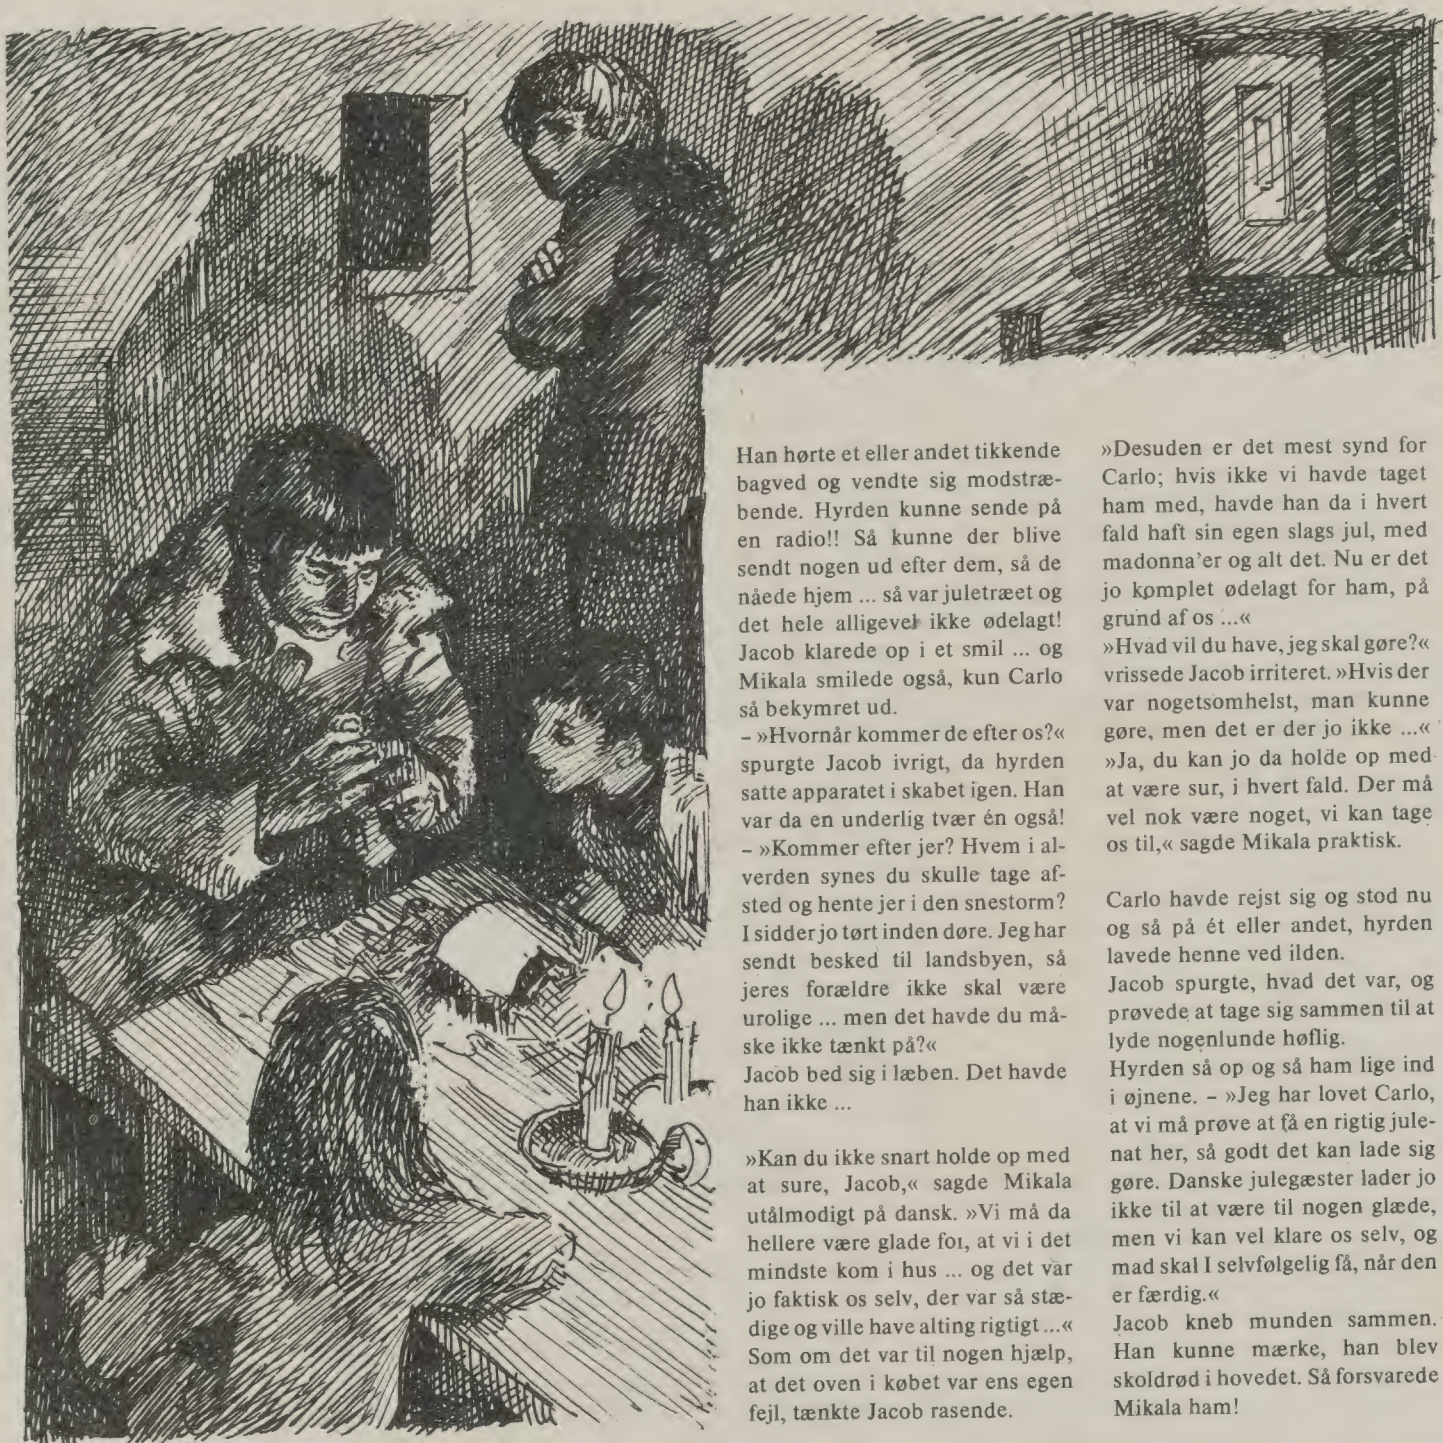 Han hørte et eller andet tikkende
bagved og vendte sig modstræ-
bende. Hyrden kunne sende på
en radio!! Så kunne der blive
sendt nogen ud efter dem, så de
nåede hjem ... så var juletræet og
det hele alligevel ikke ødelagt!
Jacob klarede op i et smil ... og
Mikala smilede også, kun Carlo
så bekymret ud.
– »Hvornår kommer de efter os?«
spurgte Jacob ivrigt, da hyrden
satte apparatet i skabet igen. Han
var da en underlig tvær én også!
– »Kommer efter jer? Hvem i al-
verden synes du skulle tage af-
sted og hente jer i den snestorm?
I sidder jo tørt inden døre. Jeg har
sendt besked til landsbyen, så
jeres forældre ikke skal være
urolige ... men det havde du må-
ske ikke tænkt på?«
Jacob bed sig i læben. Det havde
han ikke ...

»Kan du ikke snart holde op med
at sure, Jacob,« sagde Mikala
utålmodigt på dansk. »Vi må da
hellere være glade for, at vi i det
mindste kom i hus ... og det var
jo faktisk os selv, der var så stæ-
dige og ville have alting rigtigt ...«
Som om det var til nogen hjælp,
at det oven i købet var ens egen
fejl, tænkte Jacob rasende.

»Desuden er det mest synd for
Carlo; hvis ikke vi havde taget
ham med, havde han da i hvert
fald haft sin egen slags jul, med
madonna'er og alt det. Nu er det
jo komplet ødelagt for ham, på
grund af os ...«
»Hvad vil du have, jeg skal gøre?«
vrissede Jacob irriteret. »Hvis der
var nogetsomhelst, man kunne
gøre, men det er der jo ikke ...«
»Ja, du kan jo da holde op med
at være sur, i hvert fald. Der må
vel nok være noget, vi kan tage
os til,« sagde Mikala praktisk.

Carlo havde rejst sig og stod nu
og så på ét eller andet, hyrden
lavede henne ved ilden.
Jacob spurgte, hvad det var, og
prøvede at tage sig sammen til at
lyde nogenlunde høflig.
Hyrden så op og så ham lige ind
i øjnene. – »Jeg har lovet Carlo,
at vi må prøve at få en rigtig jule-
nat her, så godt det kan lade sig
gøre. Danske julegæster lader jo
ikke til at være til nogen glæde,
men vi kan vel klare os selv, og
mad skal I selvfølgelig få, når den
er færdig.«
Jacob kneb munden sammen.
Han kunne mærke, han blev
skoldrød i hovedet. Så forsvarede
Mikala ham!